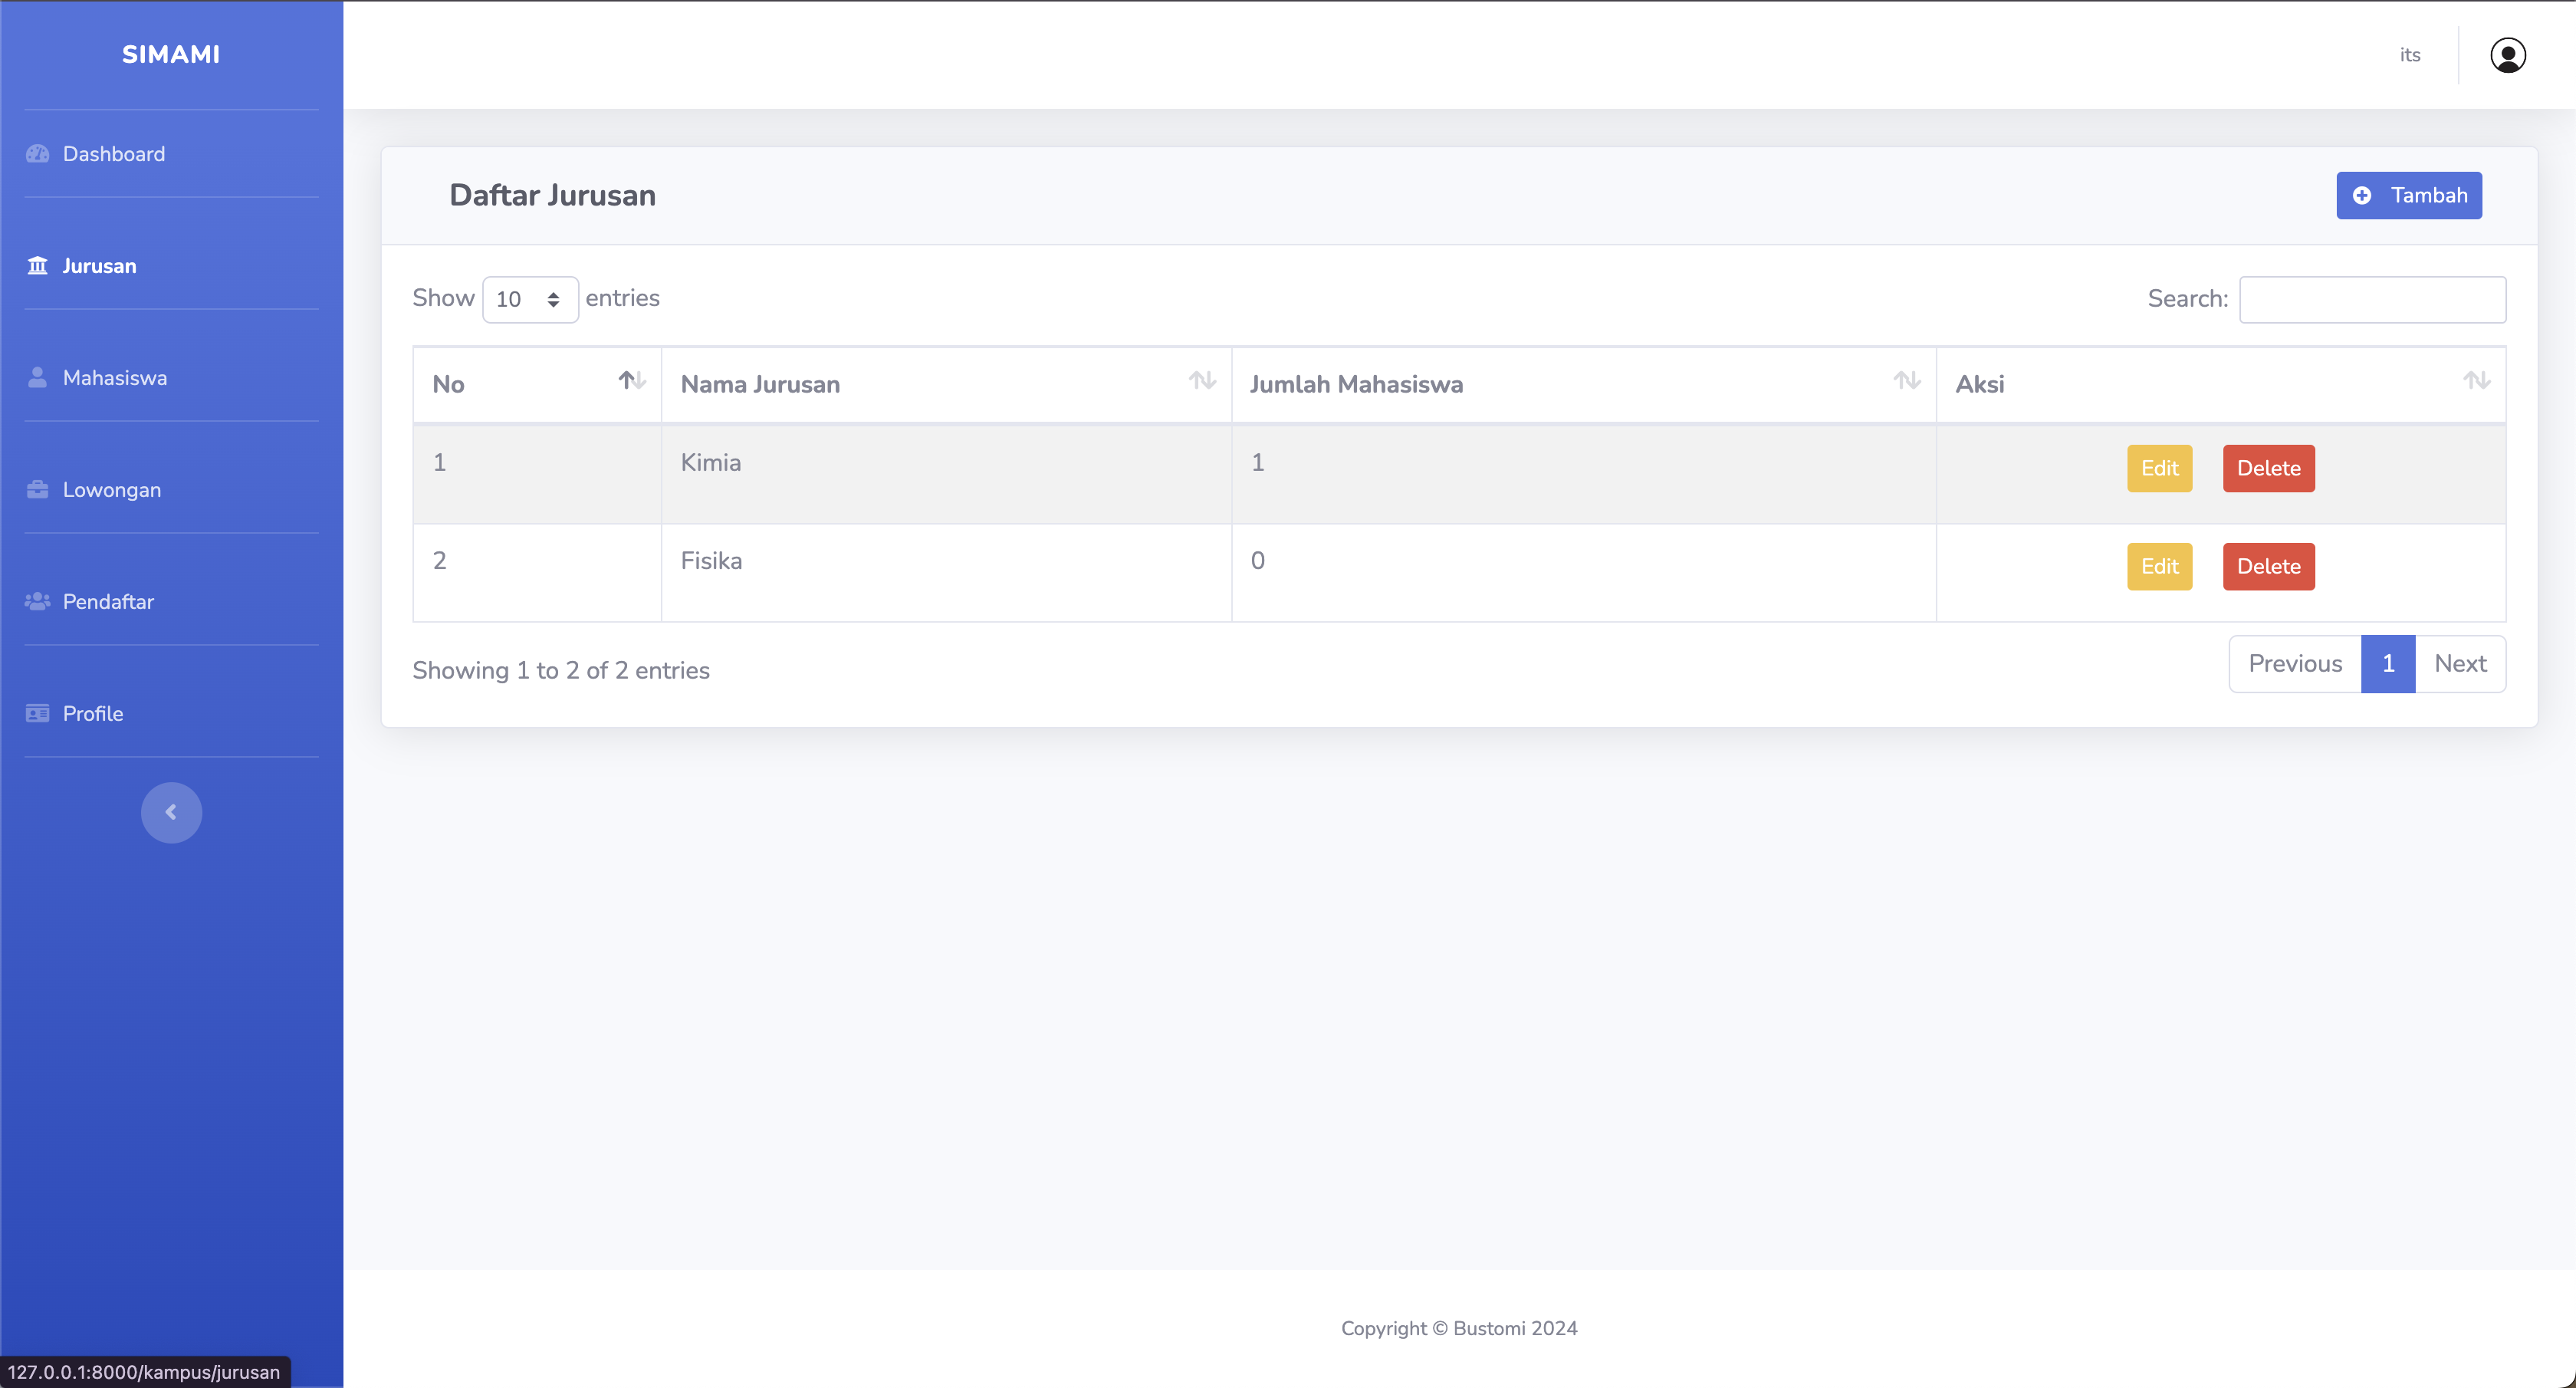 SIMAMI
its
Dashboard
Jurusan
Mahasiswa
Lowongan
Pendaftar
Profile
Daftar Jurusan
Tambah
Show 10 entries
Search:
No Nama Jurusan Jumlah Mahasiswa Aksi
1 Kimia 1 Edit Delete
2 Fisika 0 Edit Delete
Showing 1 to 2 of 2 entries
Previous 1 Next
Copyright © Bustomi 2024
127.0.0.1:8000/kampus/jurusan